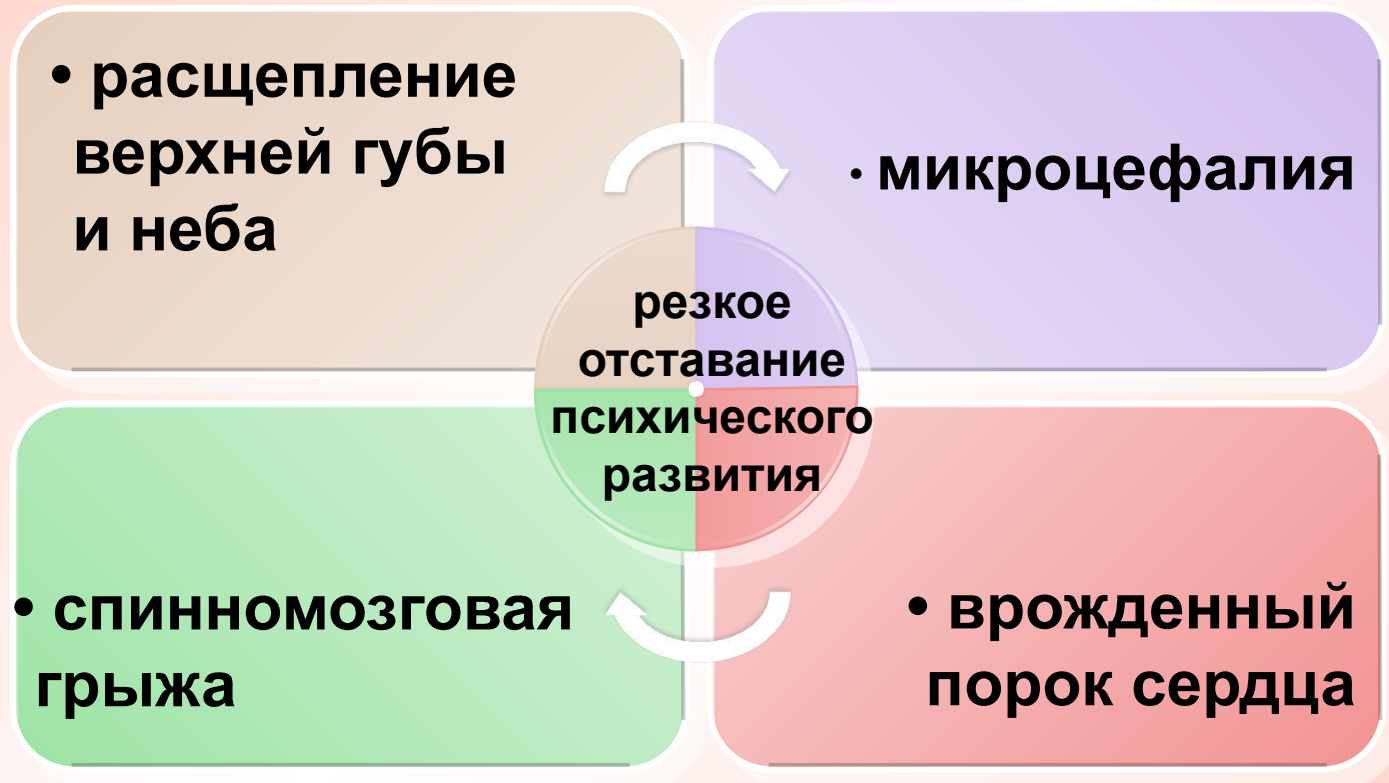 • расщепление
верхней губы
и неба
• микроцефалия
резкое
отставание
психического
развития
• спинномозговая
грыжа
• врожденный
порок сердца